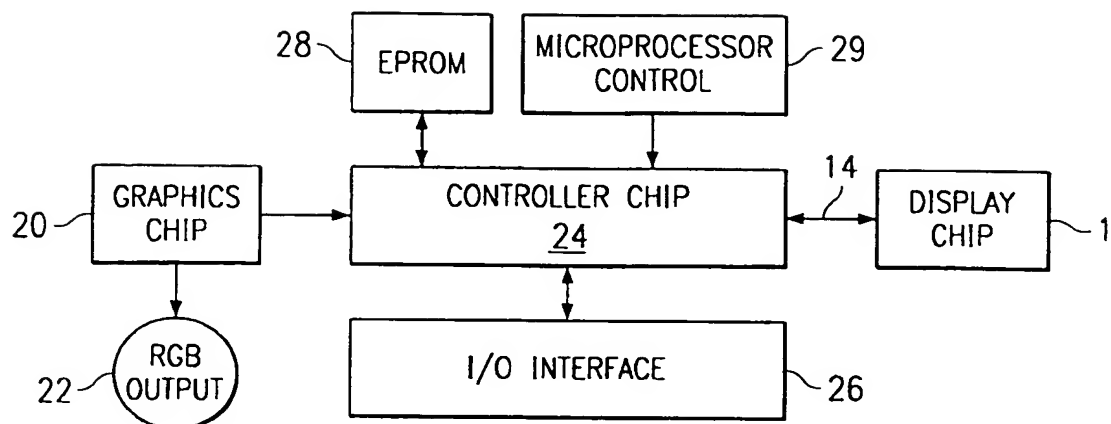 28
EPROM
MICROPROCESSOR
CONTROL
29
20
GRAPHICS
CHIP
CONTROLLER CHIP
24
14
DISPLAY
CHIP
1
22
RGB
OUTPUT
I/O INTERFACE
26